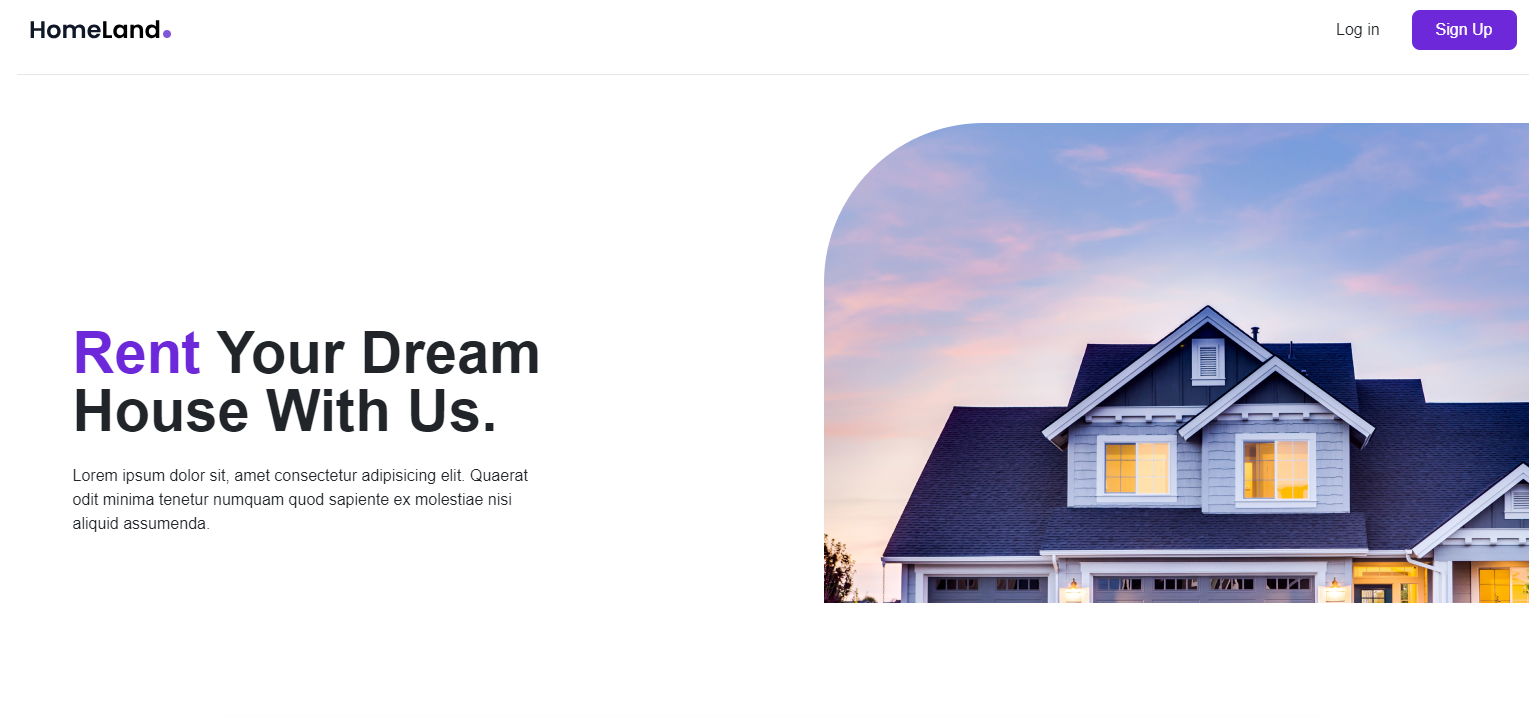 HomeLand.
Log in
Sign Up
Rent Your Dream
House With Us.
Lorem ipsum dolor sit, amet consectetur adipisicing elit. Quaerat
odit minima tenetur numquam quod sapiente ex molestiae nisi
aliquid assumenda.